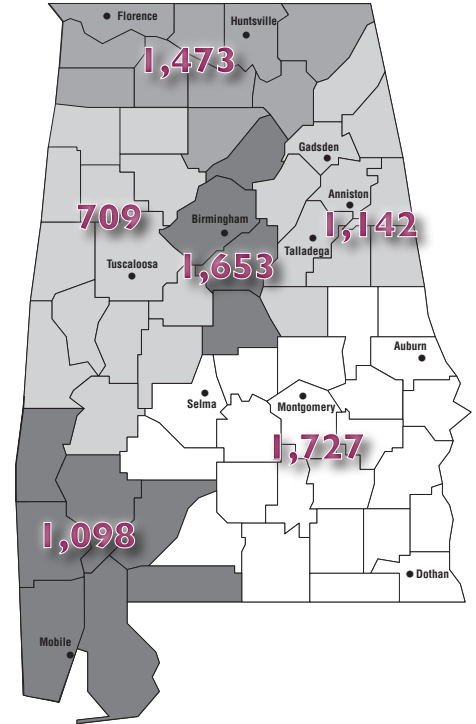 Florence
Huntsville
1,473
Gadsden
Anniston
709
Birmingham
1,142
Talladega
Tuscaloosa
1,653
Auburn
Selma
Montgomery
1,727
1,098
Dothan
Mobile